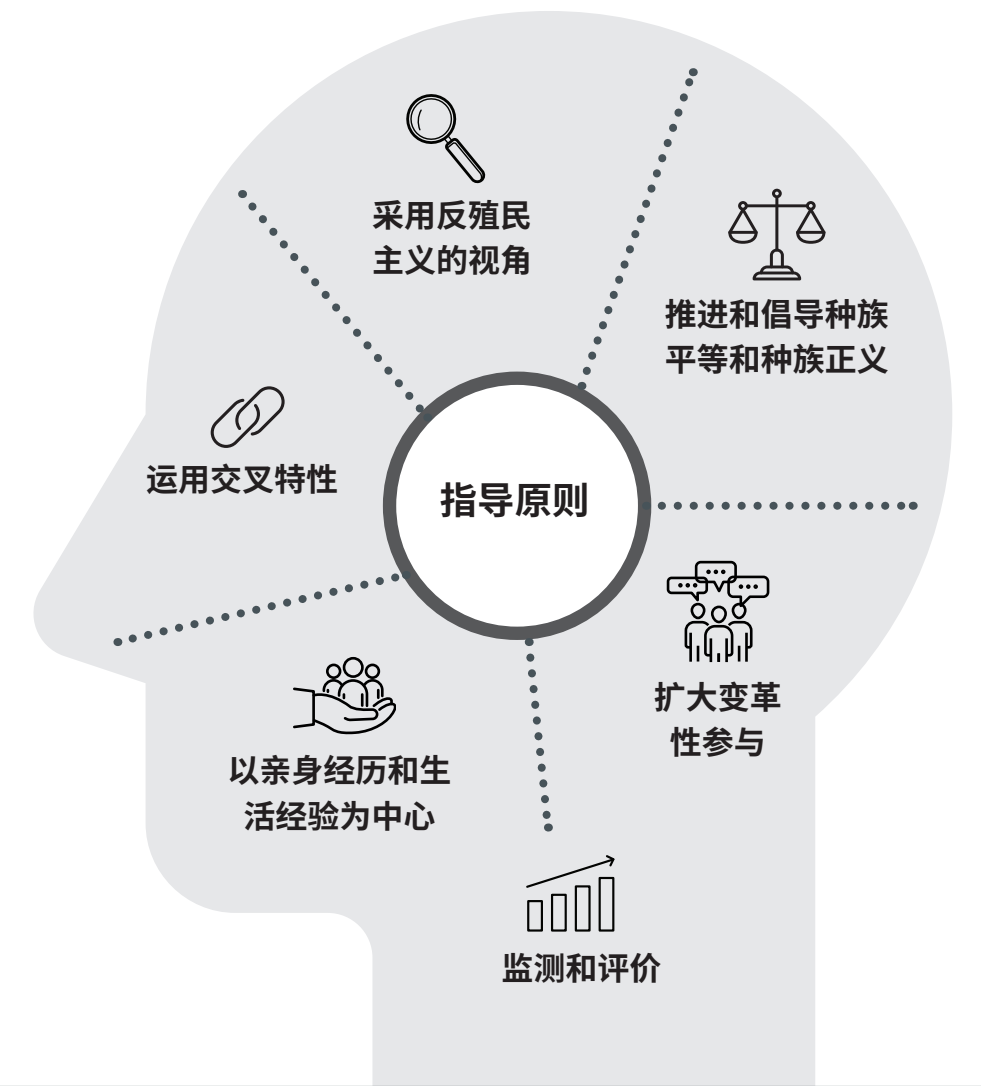 采用反殖民
主义的视角
推进和倡导种族
平等和种族正义
运用交叉特性
指导原则
扩大变革
性参与
以亲身经历和生
活经验为中心
监测和评价